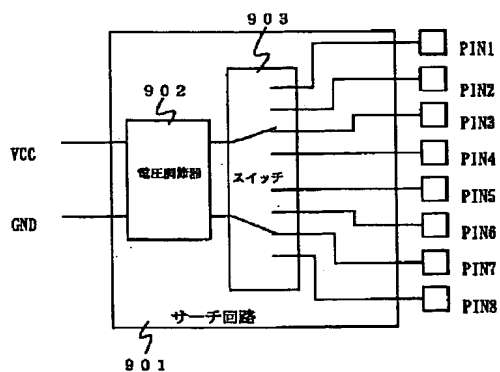 903
PIN1
902
PIN2
PIN3
VCC
電圧調節器
スイッチ
PIN4
PIN5
GND
PIN6
PIN7
サーチ回路
PIN8
901